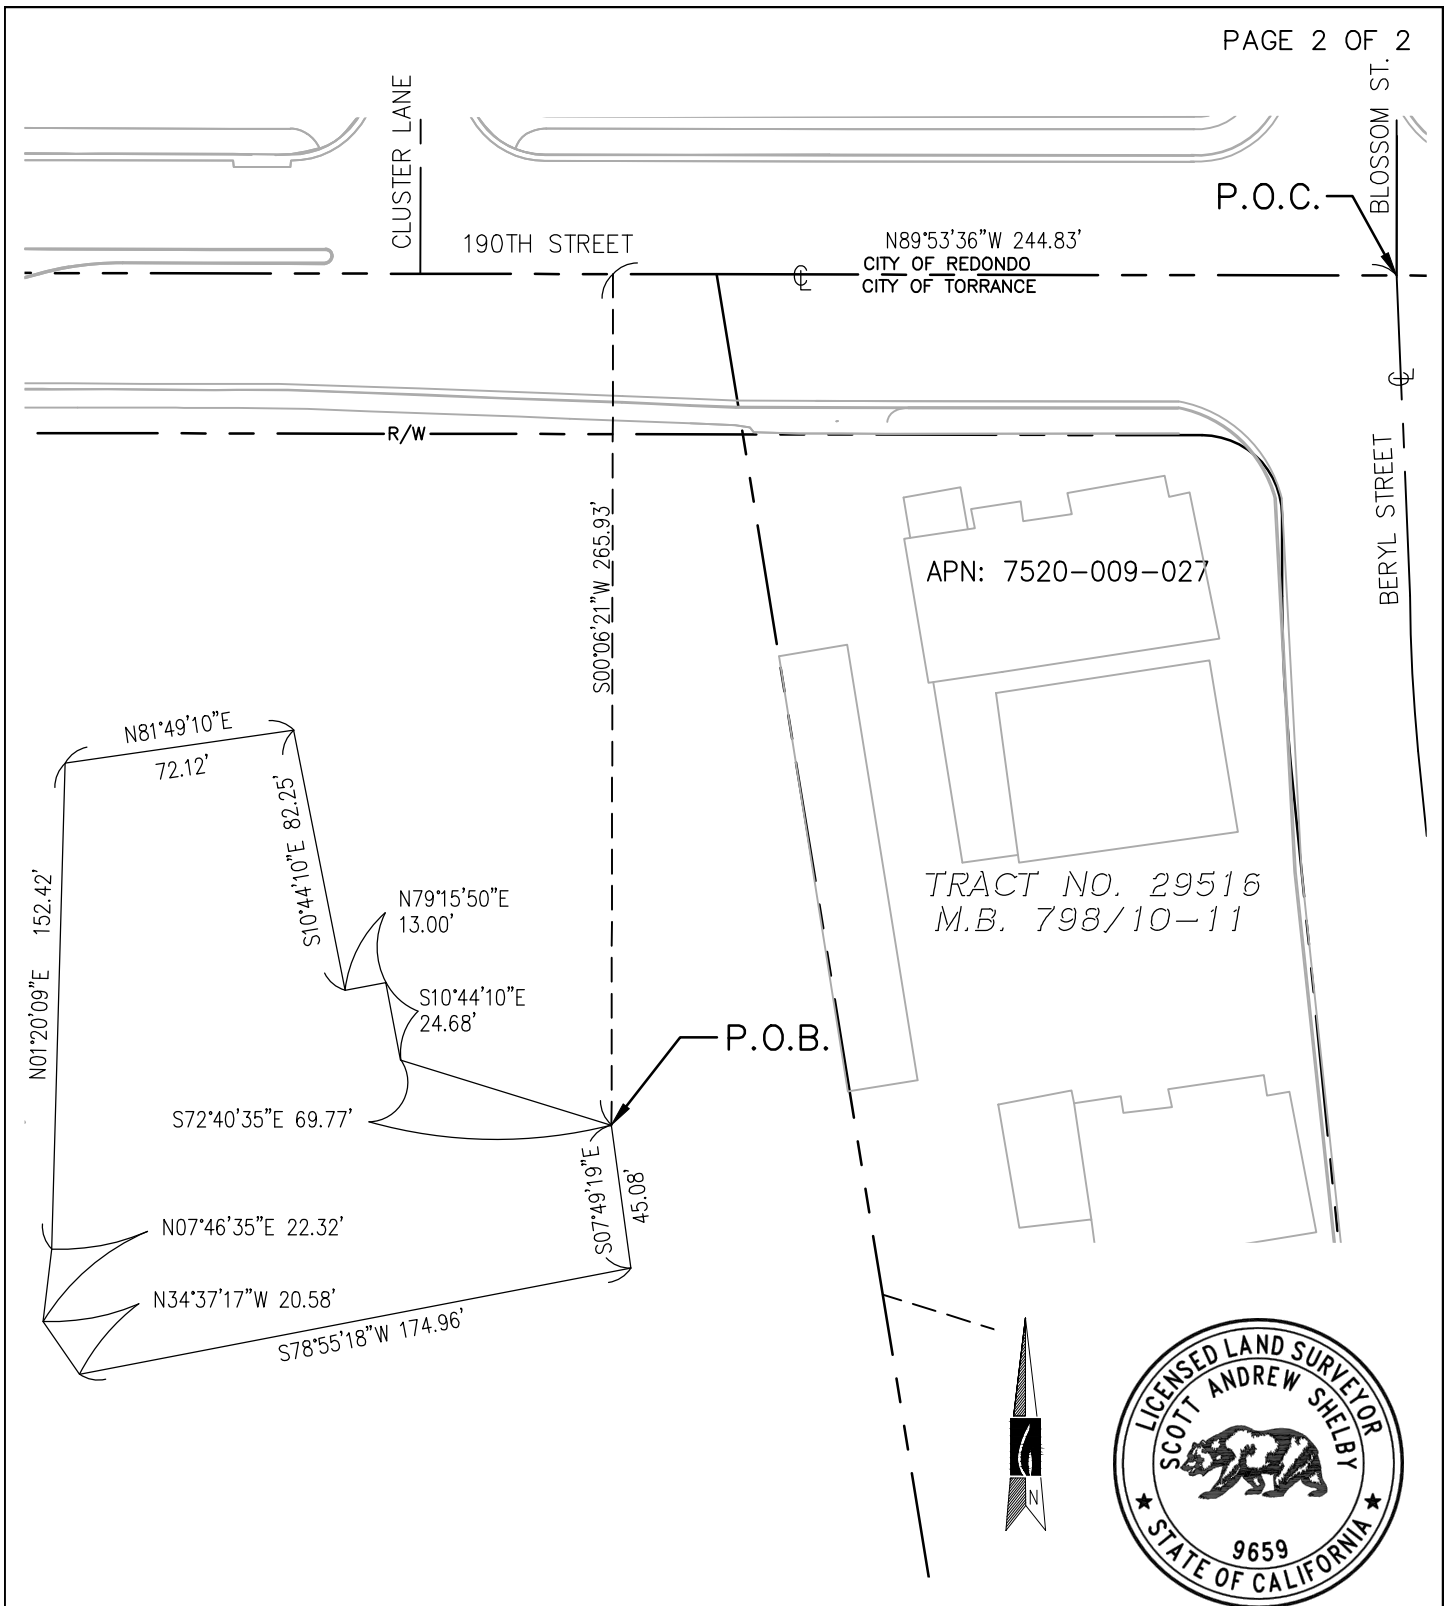 PAGE 2 OF 2
CLUSTER LANE
BLOSSOM ST.
P.O.C.
190TH STREET
N89°53'36"W 244.83'
CITY OF REDONDO
CITY OF TORRANCE
R/W
BERYL STREET
S00°06'21"W 265.93'
APN: 7520-009-027
N81°49'10"E
72.12'
S10°44'10"E 82.25'
N01°20'09"E 152.42'
N79°15'50"E
13.00'
TRACT NO. 29516
M.B. 798/10-11
S10°44'10"E
24.68'
P.O.B.
S72°40'35"E 69.77'
S07°49'19"E
45.08'
N07°46'35"E 22.32'
N34°37'17"W 20.58'
S78°55'18"W 174.96'
N
LICENSED LAND SURVEYOR
SCOTT ANDREW SHELBY
9659
STATE OF CALIFORNIA